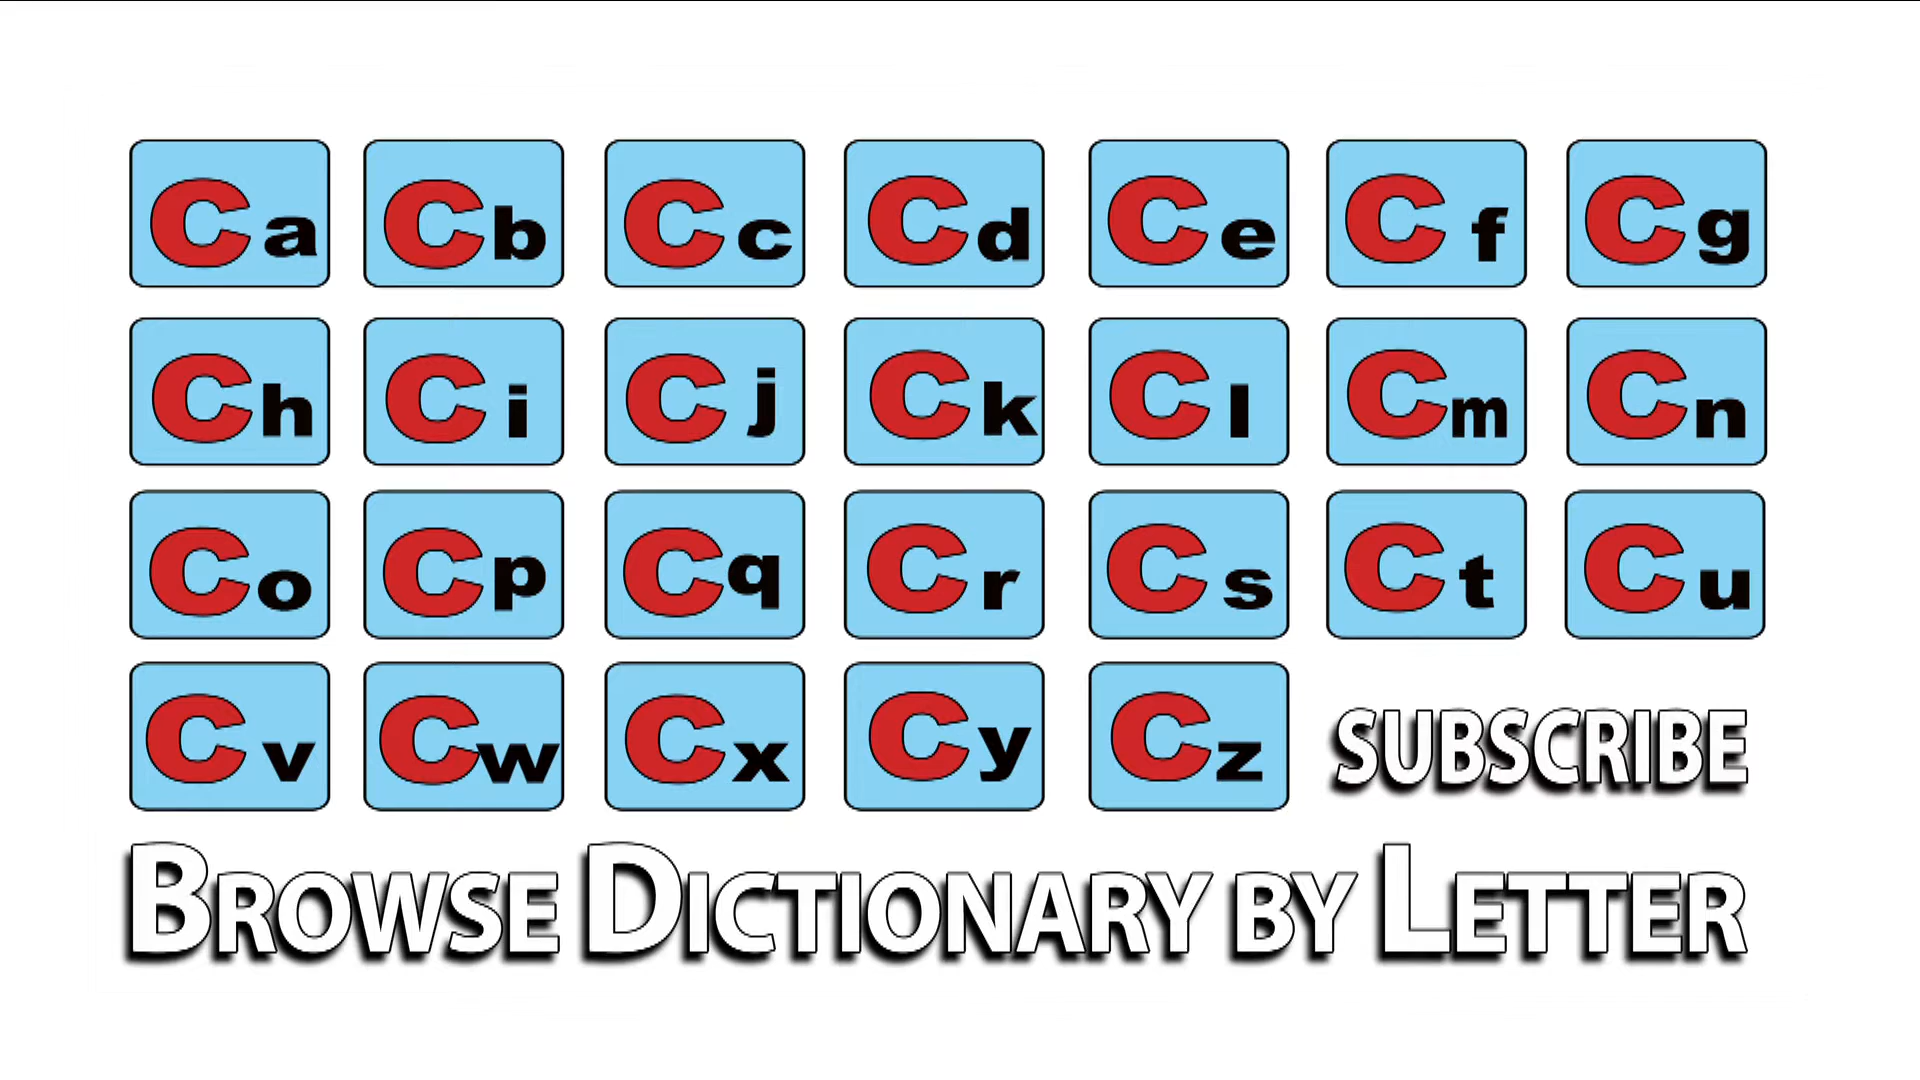 Ca Cb Cc Cd Ce Cf Cg
Ch Ci Cj Ck Cl Cm Cn
Co Cp Cq Cr Cs Ct Cu
Cv Cw Cx Cy Cz SUBSCRIBE
BROWSE DICTIONARY BY LETTER